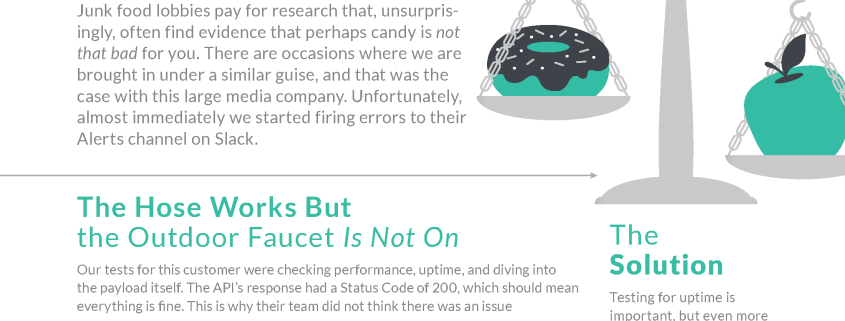 Junk food lobbies pay for research that, unsurpris-
ingly, often find evidence that perhaps candy is not
that bad for you. There are occasions where we are
brought in under a similar guise, and that was the
case with this large media company. Unfortunately,
almost immediately we started firing errors to their
Alerts channel on Slack.
The Hose Works But
the Outdoor Faucet Is Not On
Our tests for this customer were checking performance, uptime, and diving into
the payload itself. The API's response had a Status Code of 200, which should mean
everything is fine. This is why their team did not think there was an issue
The
Solution
Testing for uptime is
important, but even more